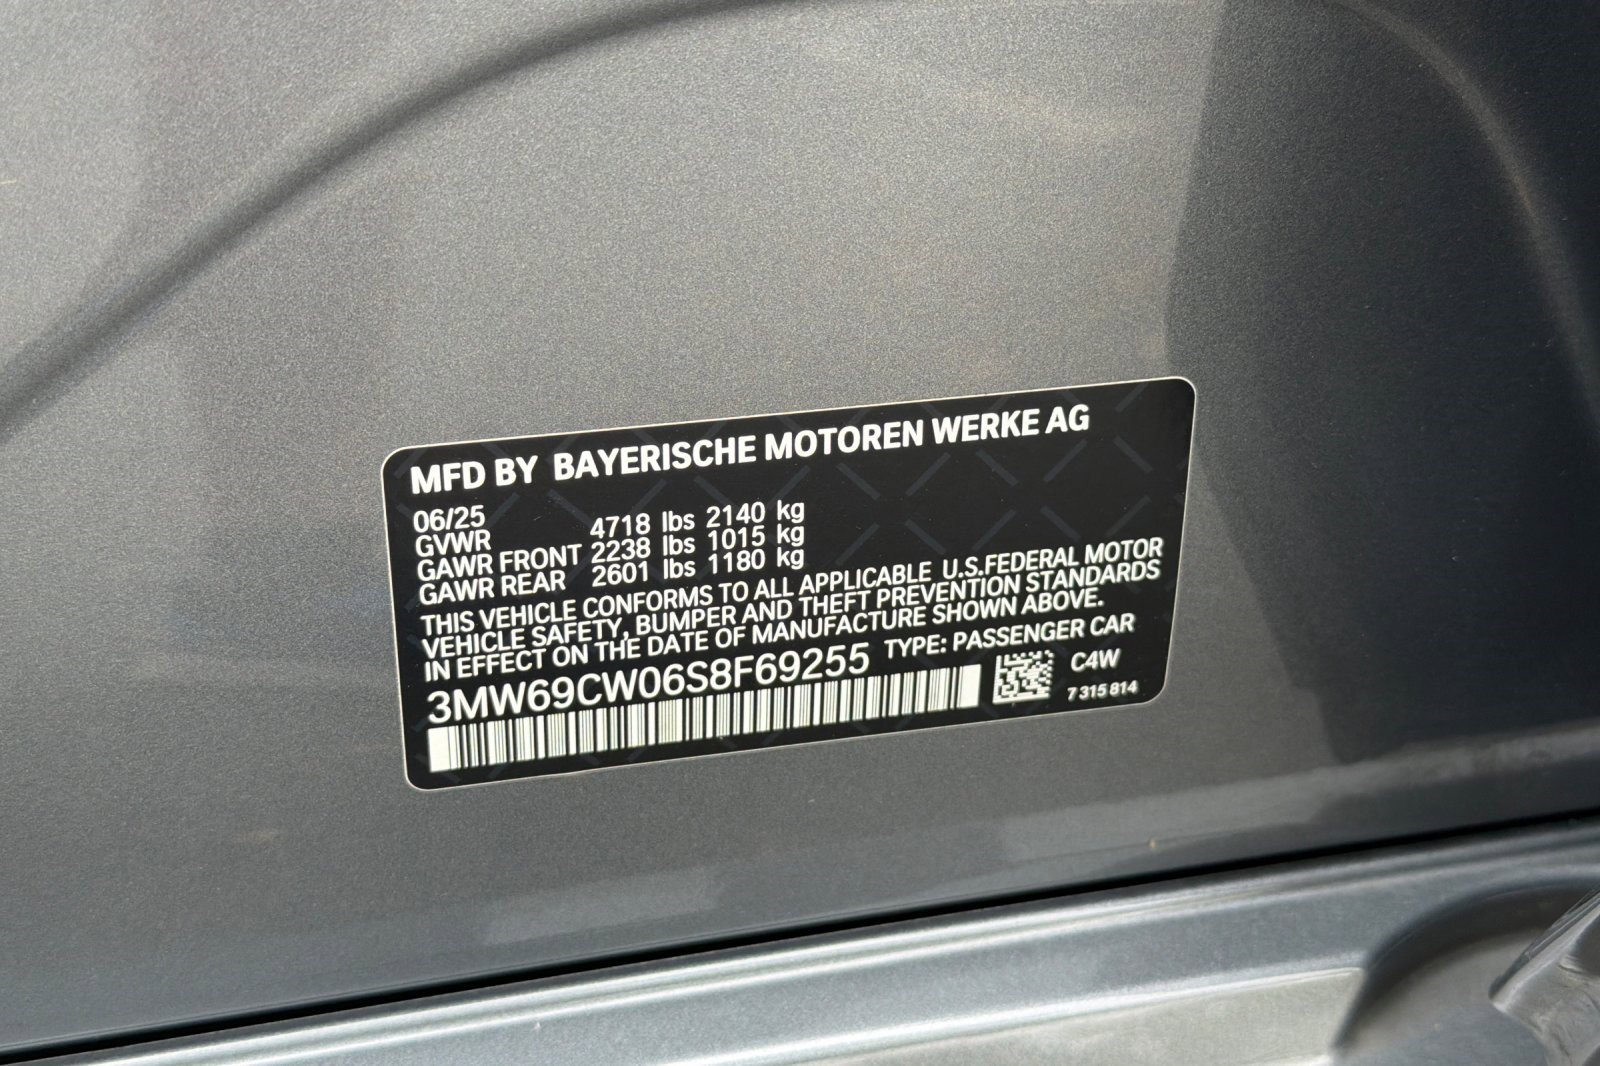 MFD BY BAYERISCHE MOTOREN WERKE AG
06/25
GVWR 4718 lbs 2140 kg
GAWR FRONT 2238 lbs 1015 kg
GAWR REAR 2601 lbs 1180 kg
THIS VEHICLE CONFORMS TO ALL APPLICABLE U.S.FEDERAL MOTOR
VEHICLE SAFETY, BUMPER AND THEFT PREVENTION STANDARDS
IN EFFECT ON THE DATE OF MANUFACTURE SHOWN ABOVE.
3MW69CW06S8F69255 TYPE: PASSENGER CAR
C4W
7 315 814